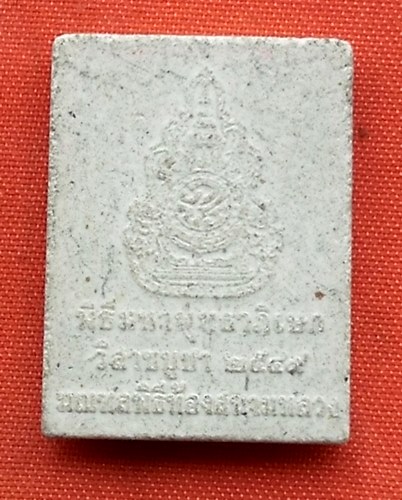 พิธีมหาพุทธาภิเษก
วิสาขบูชา ๒๕๔๙
มณฑลพิธีท้องสนามหลวง